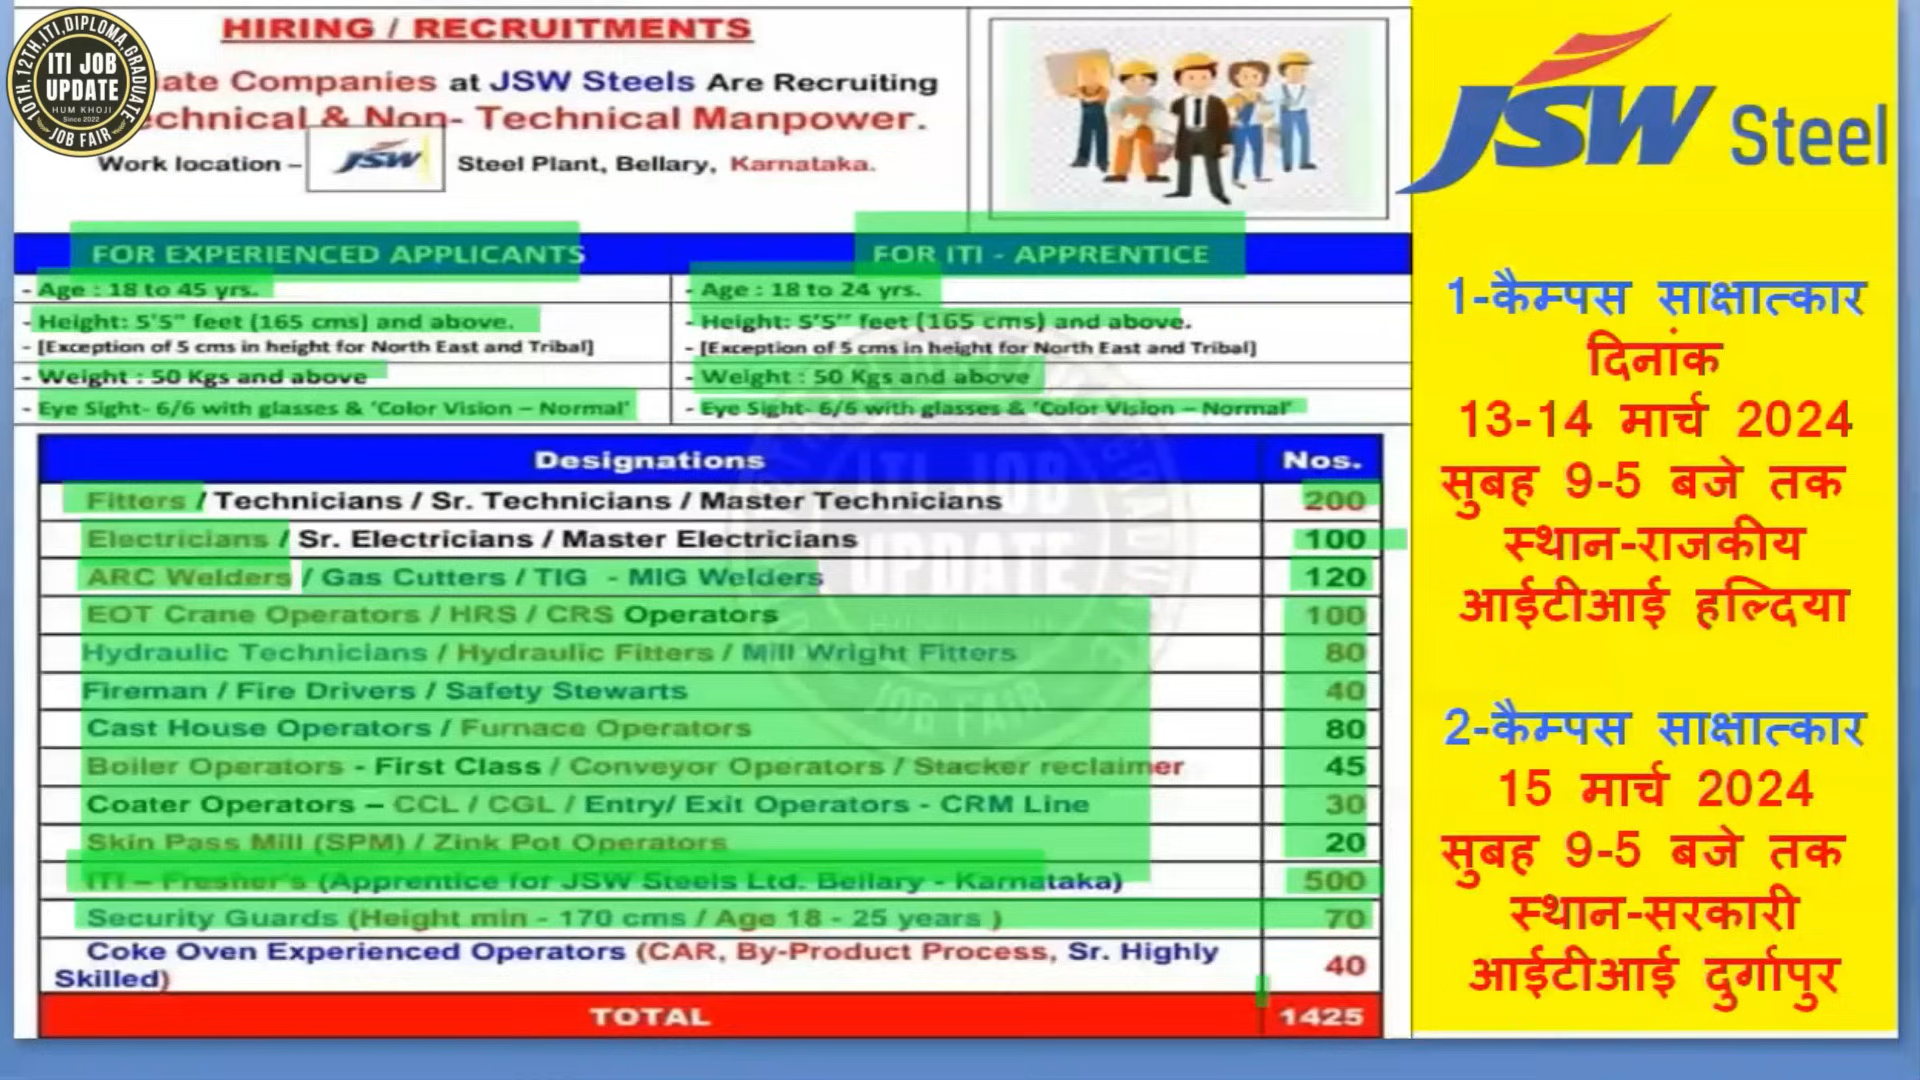 10TH,12TH,ITI,DIPLOMA,GRADUATE
ITI JOB
UPDATE
HUM KHOJI
Since 2022
JOB FAIR
HIRING / RECRUITMENTS
ate Companies at JSW Steels Are Recruiting
chnical & Non- Technical Manpower.
Work location – JSW Steel Plant, Bellary, Karnataka.
FOR EXPERIENCED APPLICANTS
- Age : 18 to 45 yrs.
- Height: 5'5" feet (165 cms) and above.
- [Exception of 5 cms in height for North East and Tribal]
- Weight : 50 Kgs and above
- Eye Sight- 6/6 with glasses & 'Color Vision – Normal'
FOR ITI - APPRENTICE
- Age : 18 to 24 yrs.
- Height: 5'5'' feet (165 cms) and above.
- [Exception of 5 cms in height for North East and Tribal]
- Weight : 50 Kgs and above
- Eye Sight- 6/6 with glasses & 'Color Vision – Normal'
Designations Nos.
Fitters / Technicians / Sr. Technicians / Master Technicians 200
Electricians / Sr. Electricians / Master Electricians 100
ARC Welders / Gas Cutters / TIG - MIG Welders 120
EOT Crane Operators / HRS / CRS Operators 100
Hydraulic Technicians / Hydraulic Fitters / Mill Wright Fitters 80
Fireman / Fire Drivers / Safety Stewarts 40
Cast House Operators / Furnace Operators 80
Boiler Operators - First Class / Conveyor Operators / Stacker reclaimer 45
Coater Operators – CCL / CGL / Entry/ Exit Operators - CRM Line 30
Skin Pass Mill (SPM) / Zink Pot Operators 20
ITI – Fresher's (Apprentice for JSW Steels Ltd. Bellary - Karnataka) 500
Security Guards (Height min - 170 cms / Age 18 - 25 years ) 70
Coke Oven Experienced Operators (CAR, By-Product Process, Sr. Highly
Skilled) 40
TOTAL 1425
ITI JOB
UPDATE
JOB FAIR
JSW Steel
1-कैम्पस साक्षात्कार
दिनांक
13-14 मार्च 2024
सुबह 9-5 बजे तक
स्थान-राजकीय
आईटीआई हल्दिया
2-कैम्पस साक्षात्कार
15 मार्च 2024
सुबह 9-5 बजे तक
स्थान-सरकारी
आईटीआई दुर्गापुर